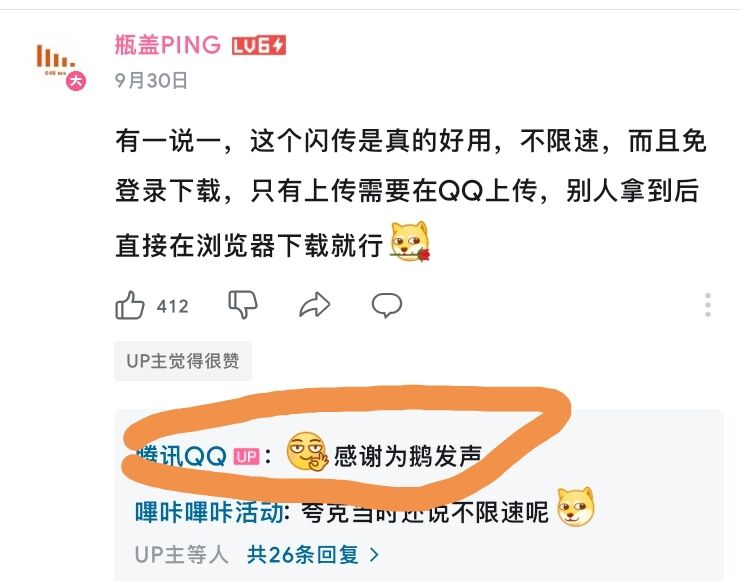 瓶盖PING LV6
大
640 ms
9月30日
有一说一，这个闪传是真的好用，不限速，而且免
登录下载，只有上传需要在QQ上传，别人拿到后
直接在浏览器下载就行
412
UP主觉得很赞
腾讯QQ UP：感谢为鹅发声
嗶咔嗶咔活动: 夸克当时还说不限速呢
UP主等人 共26条回复 >